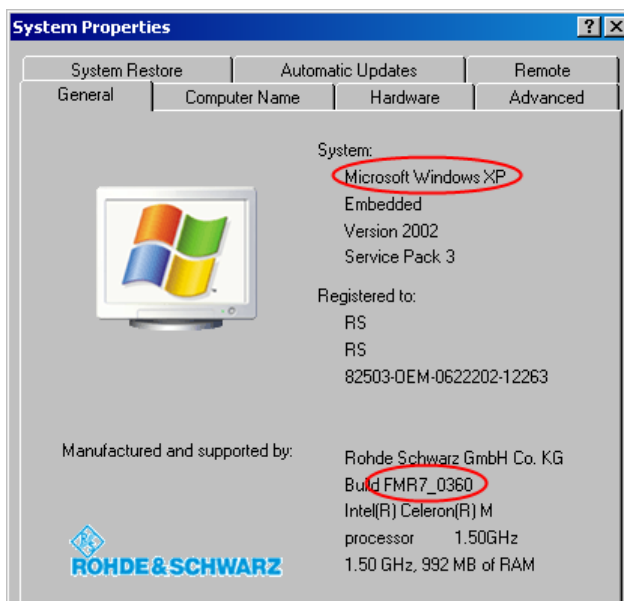 System Properties
System Restore
Automatic Updates
Remote
General
Computer Name
Hardware
Advanced
System:
Microsoft Windows XP
Embedded
Version 2002
Service Pack 3
Registered to:
RS
RS
82503-OEM-0622202-12263
Manufactured and supported by:
Rohde Schwarz GmbH Co. KG
Build FMR7_0360
Intel(R) Celeron(R) M
processor 1.50GHz
1.50 GHz, 992 MB of RAM
ROHDE&SCHWARZ